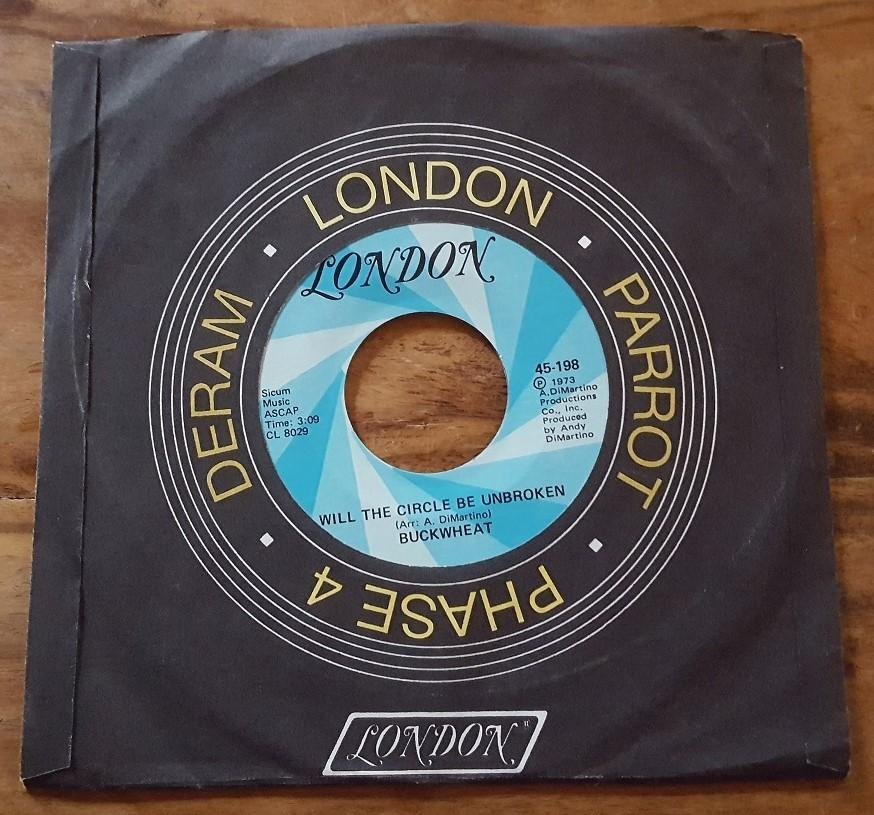 LONDON
PARROT
PHASE 4
DERAM
LONDON
45-198
Ⓟ 1973
A.DiMartino
Productions
Co., Inc.
Produced
by Andy
DiMartino
Sicum
Music
ASCAP
Time: 3:09
CL 8029
WILL THE CIRCLE BE UNBROKEN
(Arr: A. DiMartino)
BUCKWHEAT
LONDON